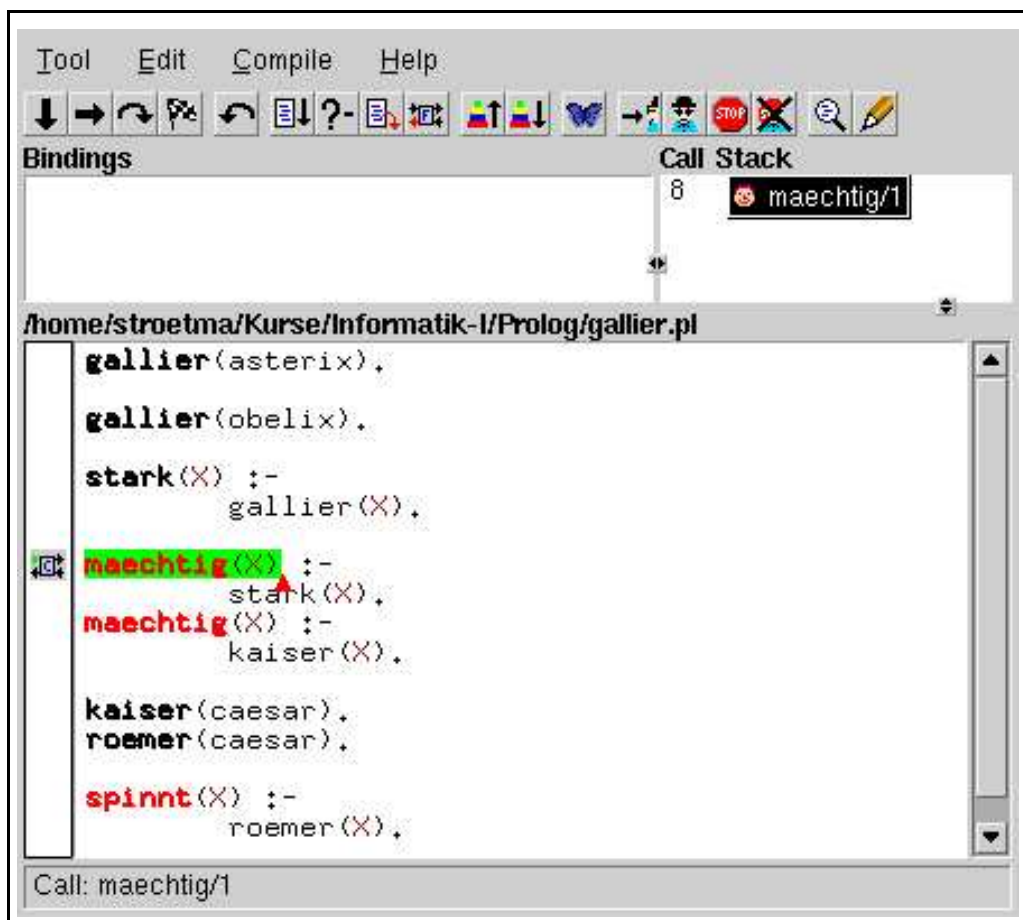 Tool Edit Compile Help
?- STOP
Bindings Call Stack
8 maechtig/1
/home/stroetma/Kurse/Informatik-I/Prolog/gallier.pl
gallier(asterix).
gallier(obelix).
stark(X) :-
gallier(X).
maechtig(X) :-
stark(X).
maechtig(X) :-
kaiser(X).
kaiser(caesar).
roemer(caesar).
spinnt(X) :-
roemer(X).
Call: maechtig/1